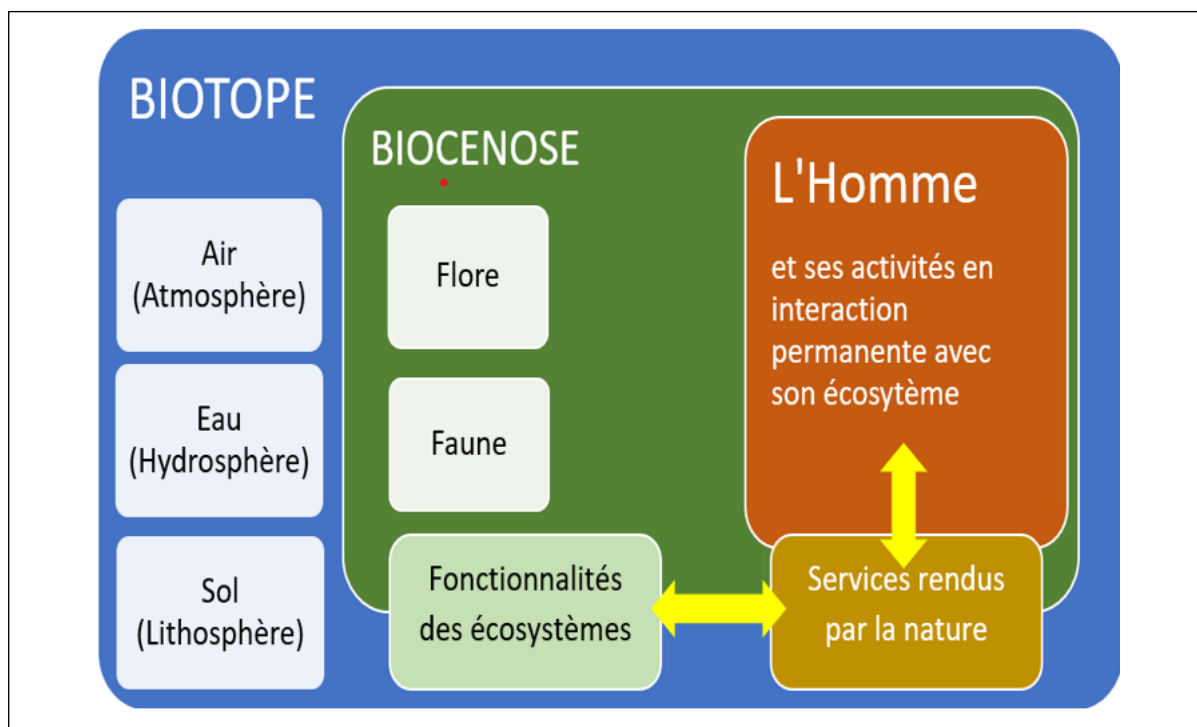 BIOTOPE
Air
(Atmosphère)
Eau
(Hydrosphère)
Sol
(Lithosphère)
BIOCENOSE
Flore
Faune
Fonctionnalités
des écosystèmes
L'Homme
et ses activités en
interaction
permanente avec
son écosytème
Services rendus
par la nature